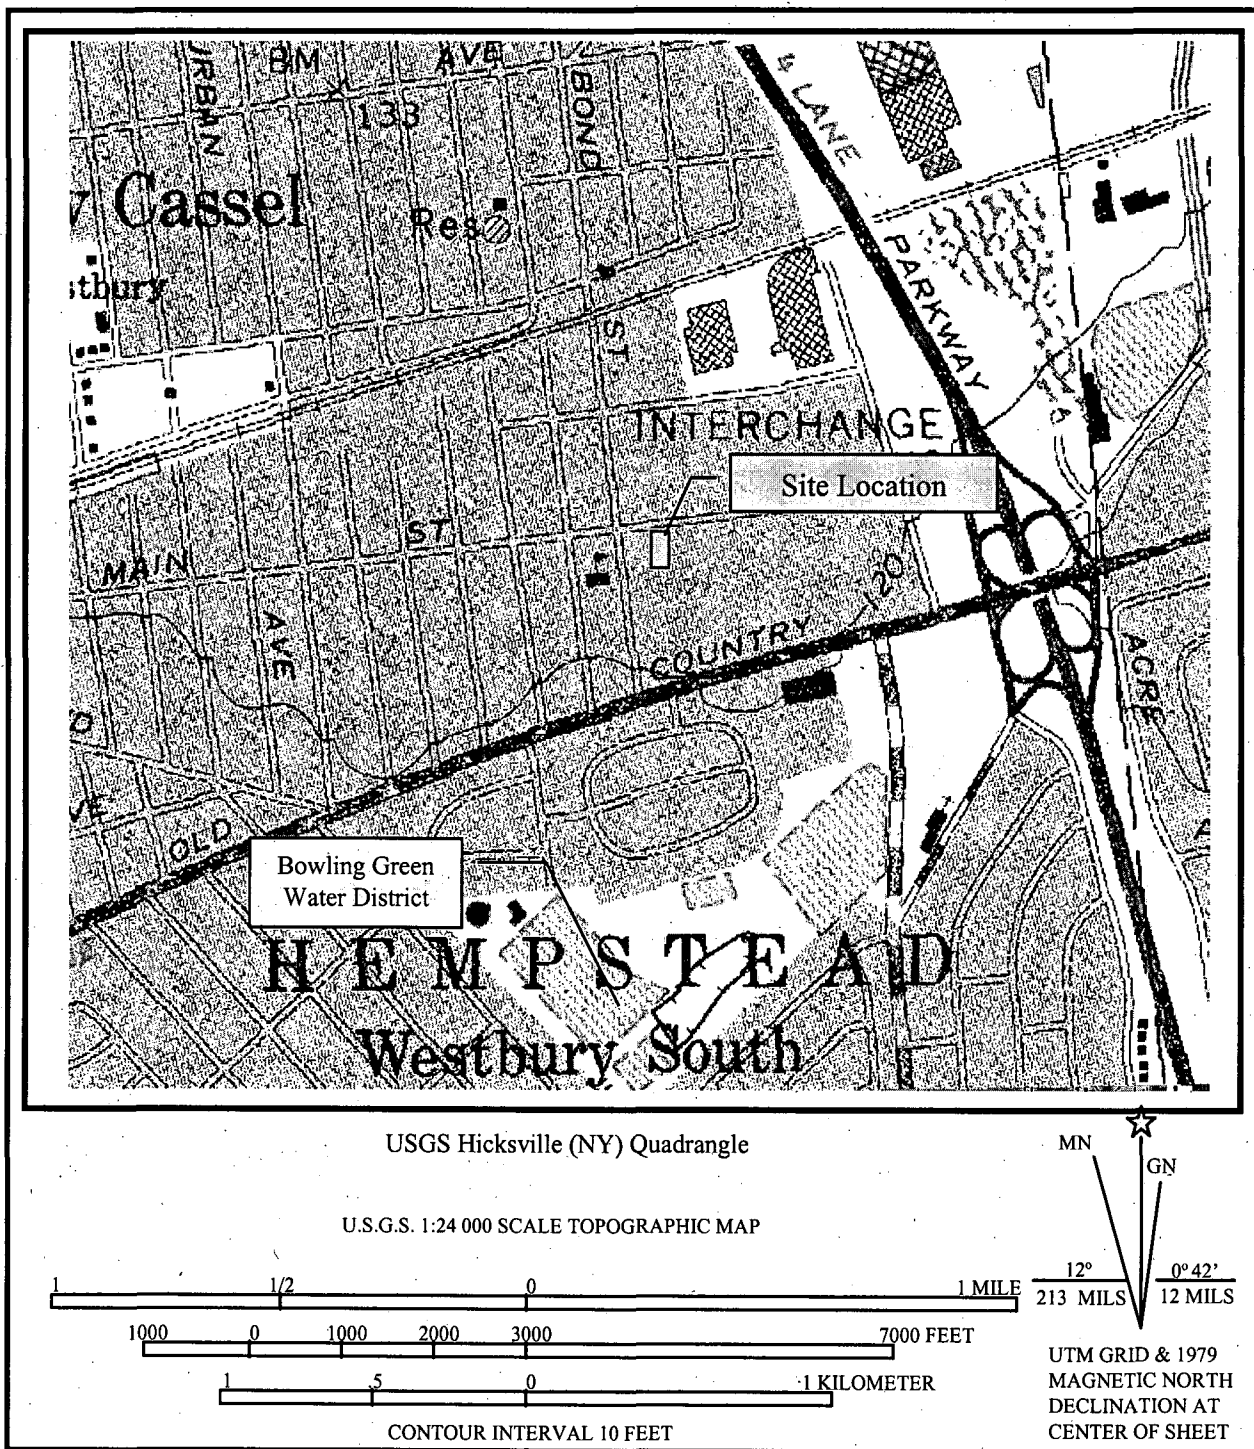 URBAN
BM
AVE
133
BOND
4 LANE
Cassel
Res
PARKWAY
stbury
ST
INTERCHANGE
Site Location
ST
MAIN
120
AVE
COUNTRY
ACRE
VE
OLD
Bowling Green
Water District
HEMPSTEAD
Westbury South
USGS Hicksville (NY) Quadrangle
MN
GN
U.S.G.S. 1:24 000 SCALE TOPOGRAPHIC MAP
12° 0° 42'
213 MILS 12 MILS
1 1/2 0 1 MILE
1000 0 1000 2000 3000 7000 FEET
1 .5 0 1 KILOMETER
CONTOUR INTERVAL 10 FEET
UTM GRID & 1979
MAGNETIC NORTH
DECLINATION AT
CENTER OF SHEET